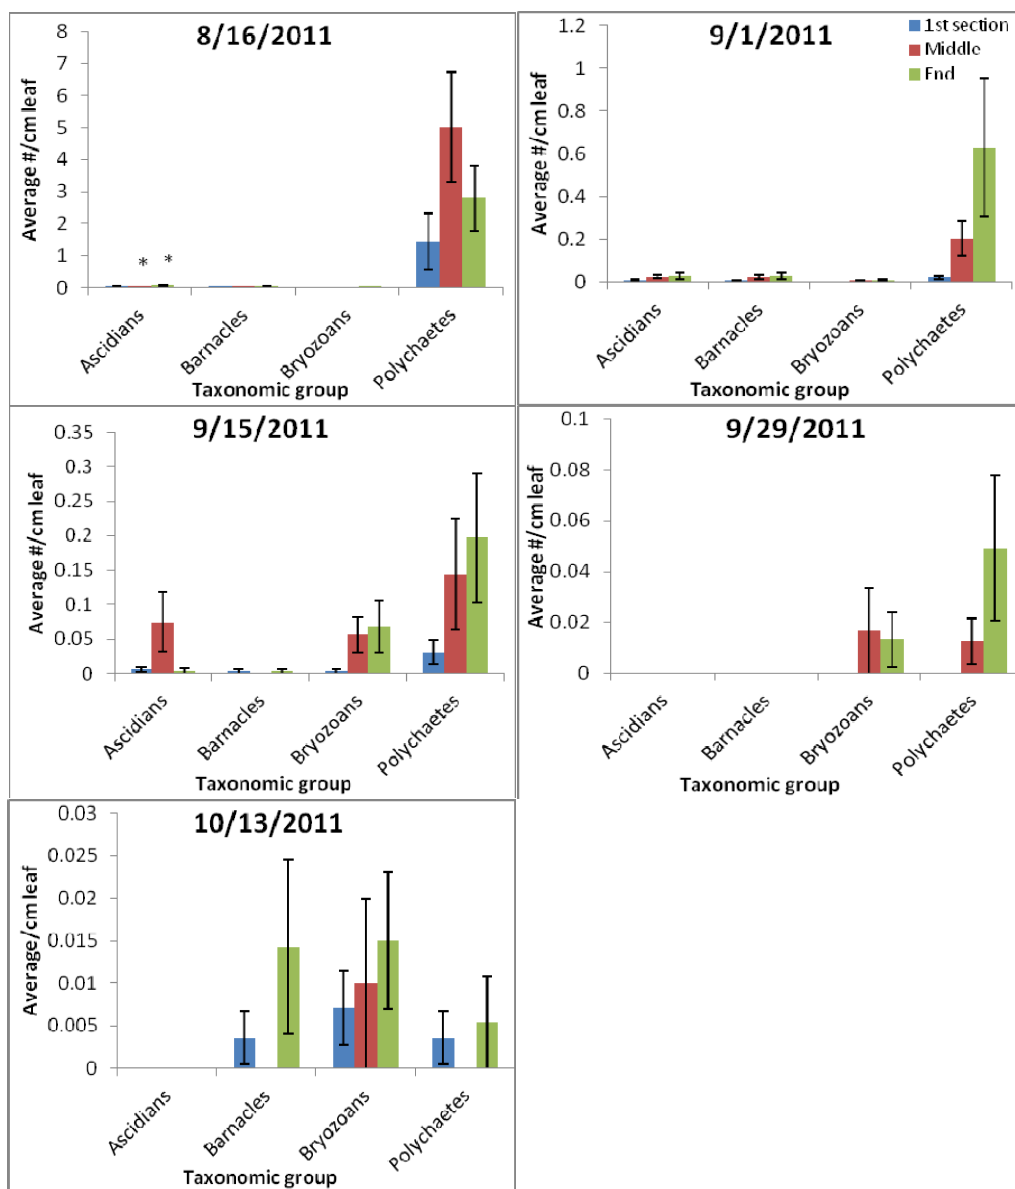 8/16/2011
Average #/cm leaf
8
7
6
5
4
3
2
1
0
* *
Ascidians
Barnacles
Bryozoans
Polychaetes
Taxonomic group
9/1/2011
1st section
Middle
End
Average #/cm leaf
1.2
1
0.8
0.6
0.4
0.2
0
Ascidians
Barnacles
Bryozoans
Polychaetes
Taxonomic group
9/15/2011
Average #/cm leaf
0.35
0.3
0.25
0.2
0.15
0.1
0.05
0
Ascidians
Barnacles
Bryozoans
Polychaetes
Taxonomic group
9/29/2011
Average #/cm leaf
0.1
0.08
0.06
0.04
0.02
0
Ascidians
Barnacles
Bryozoans
Polychaetes
Taxonomic group
10/13/2011
Average/cm leaf
0.03
0.025
0.02
0.015
0.01
0.005
0
Ascidians
Barnacles
Bryozoans
Polychaetes
Taxonomic group